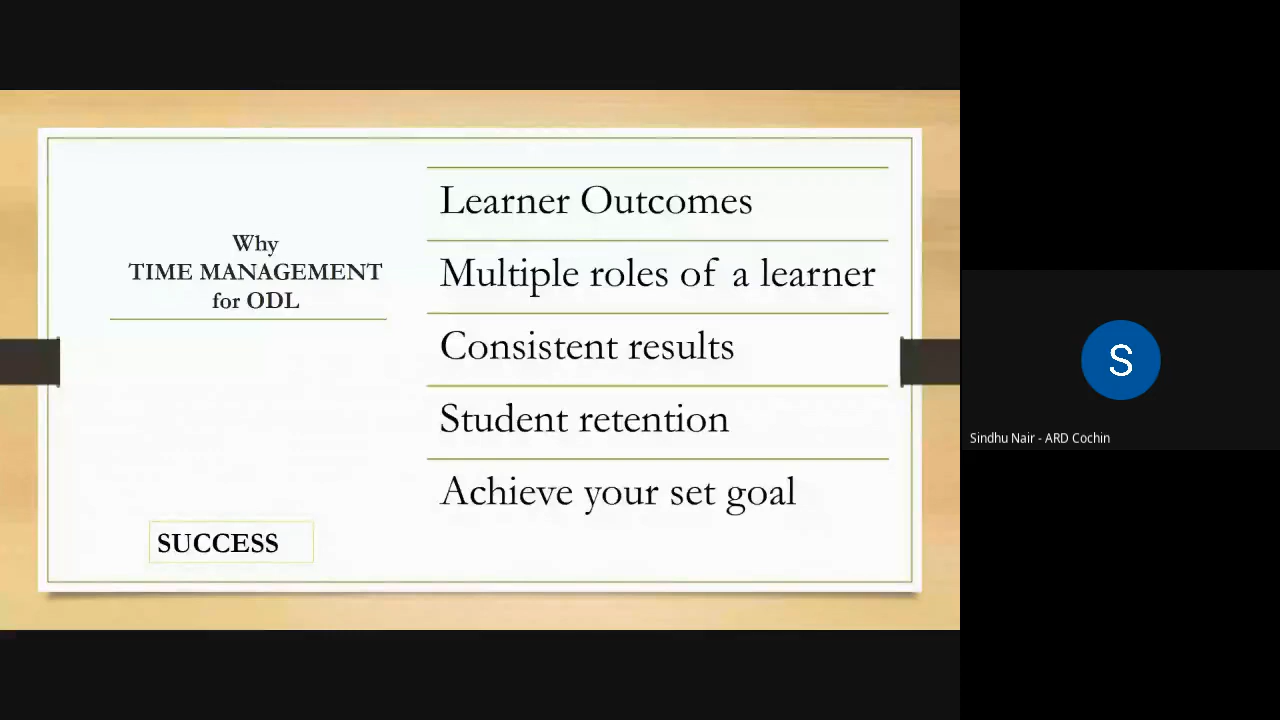 Why
TIME MANAGEMENT
for ODL
SUCCESS
Learner Outcomes
Multiple roles of a learner
Consistent results
Student retention
Achieve your set goal
S
Sindhu Nair - ARD Cochin